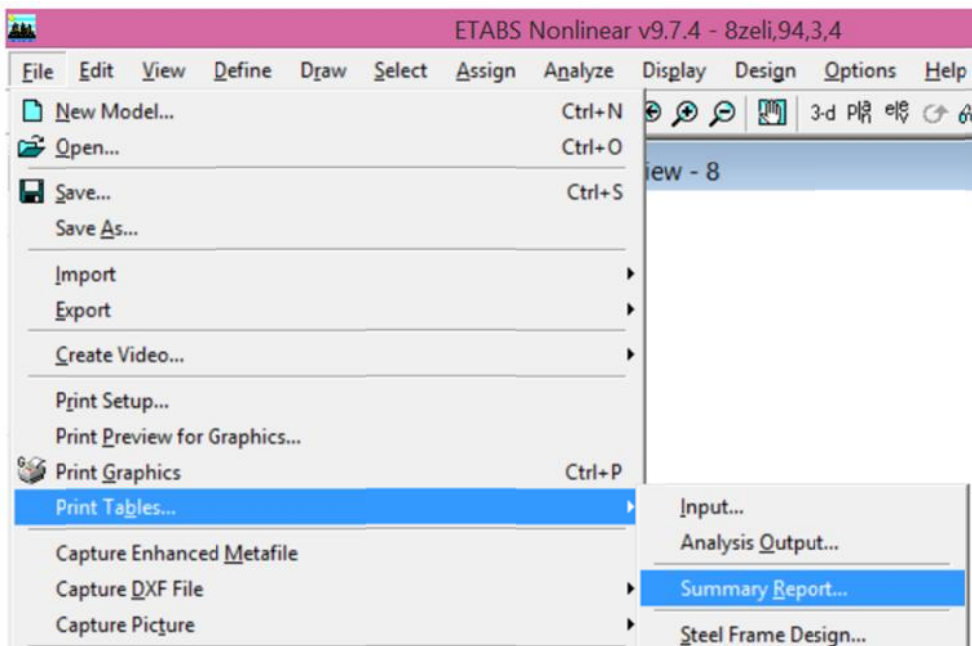 ETABS Nonlinear v9.7.4 - 8zeli,94,3,4
File Edit View Define Draw Select Assign Analyze Display Design Options Help
New Model... Ctrl+N
3-d
Open... Ctrl+O
iew - 8
Save... Ctrl+S
Save As...
Import
Export
Create Video...
Print Setup...
Print Preview for Graphics...
Print Graphics Ctrl+P
Print Tables...
Input...
Analysis Output...
Capture Enhanced Metafile
Capture DXF File
Summary Report...
Capture Picture
Steel Frame Design...